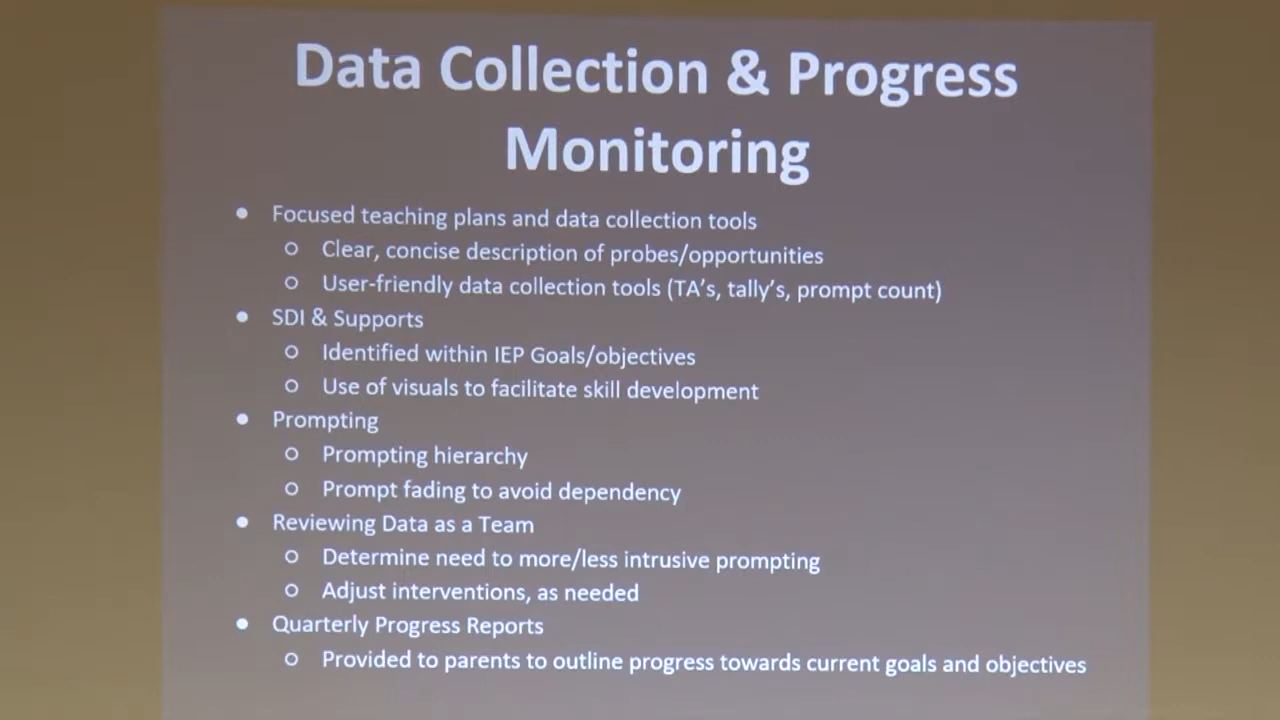 Data Collection & Progress
Monitoring
● Focused teaching plans and data collection tools
○ Clear, concise description of probes/opportunities
○ User-friendly data collection tools (TA's, tally's, prompt count)
● SDI & Supports
○ Identified within IEP Goals/objectives
○ Use of visuals to facilitate skill development
● Prompting
○ Prompting hierarchy
○ Prompt fading to avoid dependency
● Reviewing Data as a Team
○ Determine need to more/less intrusive prompting
○ Adjust interventions, as needed
● Quarterly Progress Reports
○ Provided to parents to outline progress towards current goals and objectives